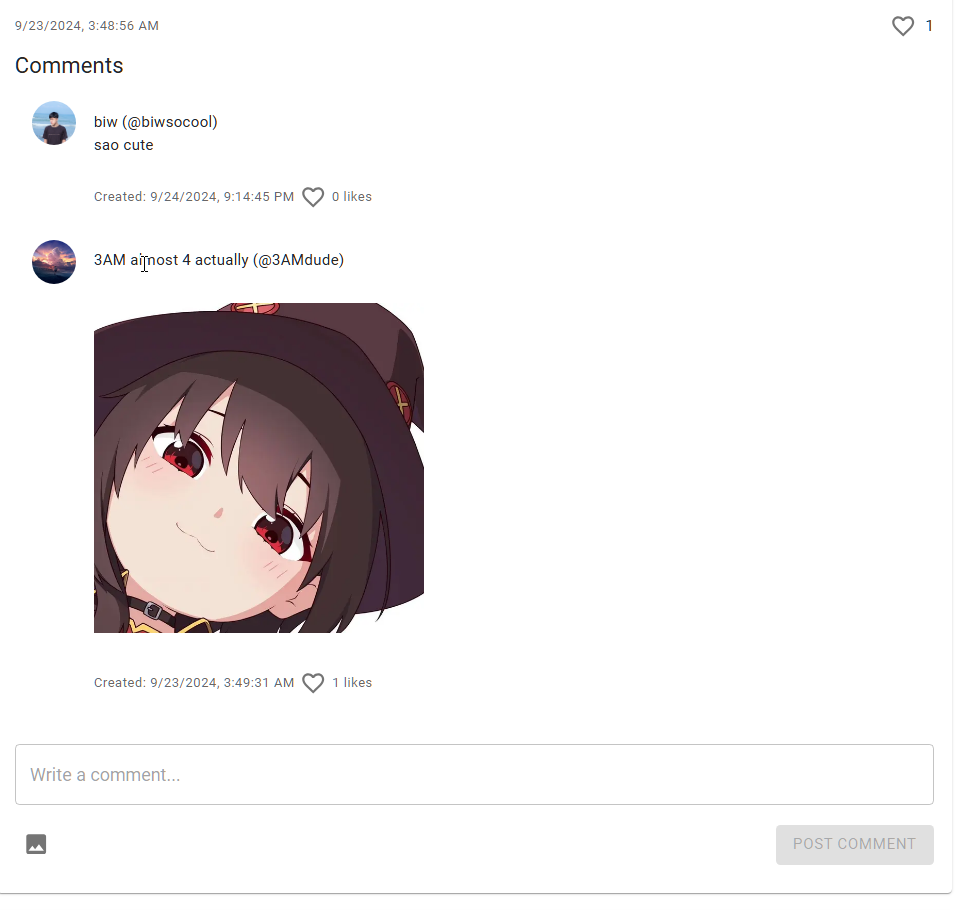 9/23/2024, 3:48:56 AM
1
Comments
biw (@biwsocool)
sao cute
Created: 9/24/2024, 9:14:45 PM 0 likes
3AM almost 4 actually (@3AMdude)
Created: 9/23/2024, 3:49:31 AM 1 likes
Write a comment...
POST COMMENT